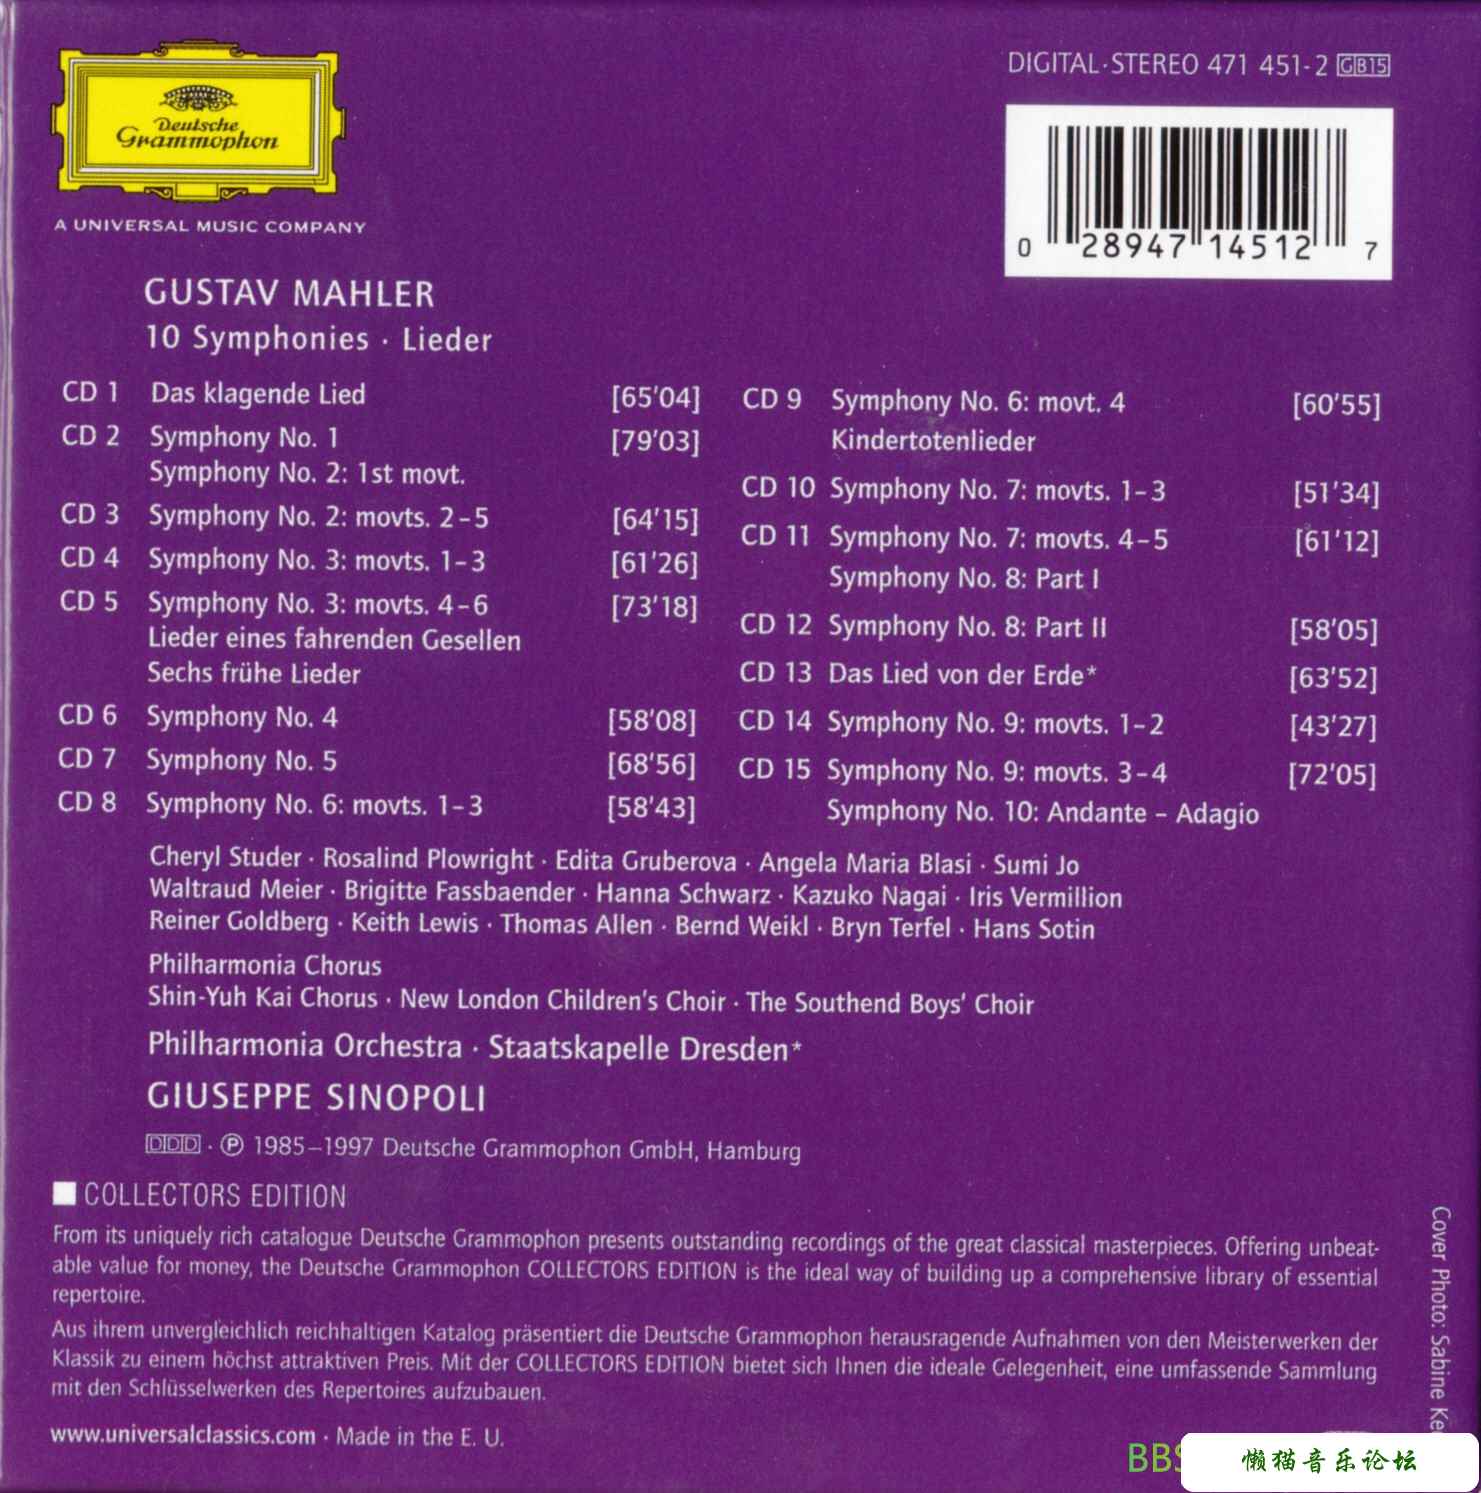 Deutsche
Grammophon
A UNIVERSAL MUSIC COMPANY
DIGITAL·STEREO 471 451-2 GB15
0 28947 14512 7
GUSTAV MAHLER
10 Symphonies · Lieder
CD 1 Das klagende Lied [65'04]
CD 2 Symphony No. 1 [79'03]
Symphony No. 2: 1st movt.
CD 3 Symphony No. 2: movts. 2–5 [64'15]
CD 4 Symphony No. 3: movts. 1–3 [61'26]
CD 5 Symphony No. 3: movts. 4–6 [73'18]
Lieder eines fahrenden Gesellen
Sechs frühe Lieder
CD 6 Symphony No. 4 [58'08]
CD 7 Symphony No. 5 [68'56]
CD 8 Symphony No. 6: movts. 1–3 [58'43]
CD 9 Symphony No. 6: movt. 4 [60'55]
Kindertotenlieder
CD 10 Symphony No. 7: movts. 1–3 [51'34]
CD 11 Symphony No. 7: movts. 4–5 [61'12]
Symphony No. 8: Part I
CD 12 Symphony No. 8: Part II [58'05]
CD 13 Das Lied von der Erde* [63'52]
CD 14 Symphony No. 9: movts. 1–2 [43'27]
CD 15 Symphony No. 9: movts. 3–4 [72'05]
Symphony No. 10: Andante – Adagio
Cheryl Studer · Rosalind Plowright · Edita Gruberova · Angela Maria Blasi · Sumi Jo
Waltraud Meier · Brigitte Fassbaender · Hanna Schwarz · Kazuko Nagai · Iris Vermillion
Reiner Goldberg · Keith Lewis · Thomas Allen · Bernd Weikl · Bryn Terfel · Hans Sotin
Philharmonia Chorus
Shin-Yuh Kai Chorus · New London Children's Choir · The Southend Boys' Choir
Philharmonia Orchestra · Staatskapelle Dresden*
GIUSEPPE SINOPOLI
DDD · ℗ 1985–1997 Deutsche Grammophon GmbH, Hamburg
COLLECTORS EDITION
From its uniquely rich catalogue Deutsche Grammophon presents outstanding recordings of the great classical masterpieces. Offering unbeat-
able value for money, the Deutsche Grammophon COLLECTORS EDITION is the ideal way of building up a comprehensive library of essential
repertoire.
Aus ihrem unvergleichlich reichhaltigen Katalog präsentiert die Deutsche Grammophon herausragende Aufnahmen von den Meisterwerken der
Klassik zu einem höchst attraktiven Preis. Mit der COLLECTORS EDITION bietet sich Ihnen die ideale Gelegenheit, eine umfassende Sammlung
mit den Schlüsselwerken des Repertoires aufzubauen.
www.universalclassics.com · Made in the E. U.
Cover Photo: Sabine
BBS
懒猫音乐论坛